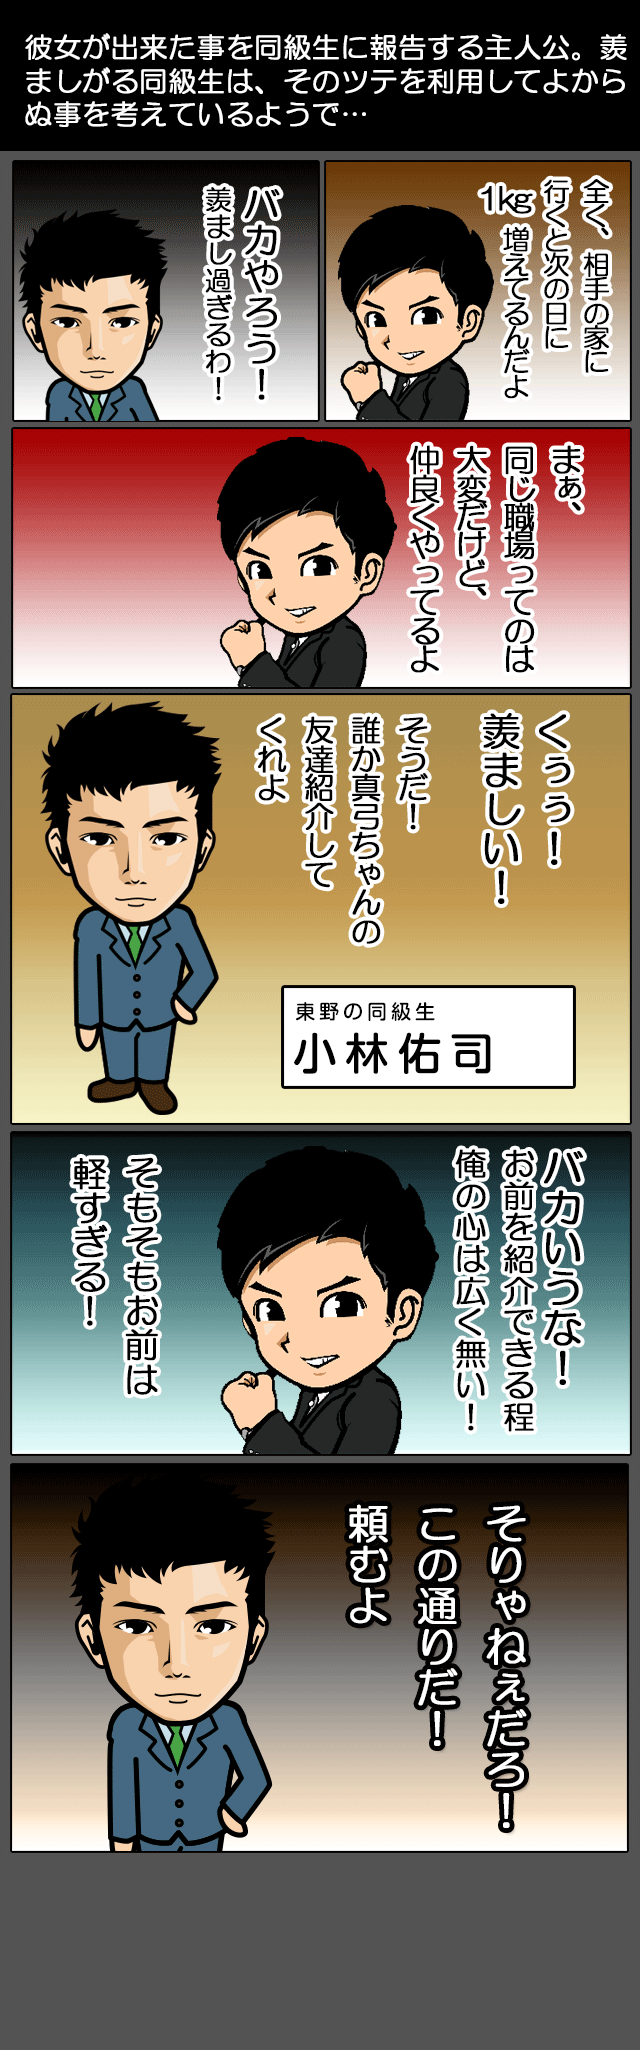 彼女が出来た事を同級生に報告する主人公。羨
ましがる同級生は、そのツテを利用してよから
ぬ事を考えているようで…
全く、相手の家に
行くと次の日に
1kg増えてるんだよ
バカやろう！
羨まし過ぎるわ！
まぁ、
同じ職場ってのは
大変だけど、
仲良くやってるよ
くぅぅ！
羨ましい！
そうだ！
誰か真弓ちゃんの
友達紹介して
くれよ
東野の同級生
小林佑司
バカいうな！
お前を紹介できる程
俺の心は広く無い！
そもそもお前は
軽すぎる！
そりゃねぇだろ！
この通りだ！
頼むよ